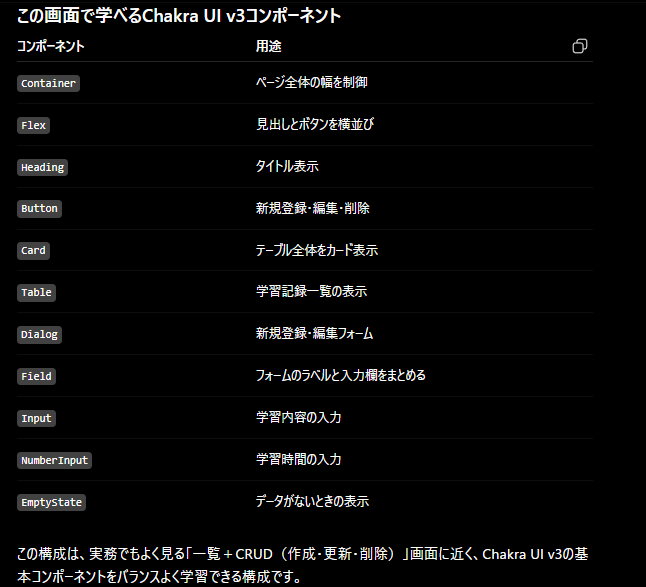 この画面で学べるChakra UI v3コンポーネント
コンポーネント 用途
Container ページ全体の幅を制御
Flex 見出しとボタンを横並び
Heading タイトル表示
Button 新規登録・編集・削除
Card テーブル全体をカード表示
Table 学習記録一覧の表示
Dialog 新規登録・編集フォーム
Field フォームのラベルと入力欄をまとめる
Input 学習内容の入力
NumberInput 学習時間の入力
EmptyState データがないときの表示
この構成は、実務でもよく見る「一覧＋CRUD（作成・更新・削除）」画面に近く、Chakra UI v3の基
本コンポーネントをバランスよく学習できる構成です。